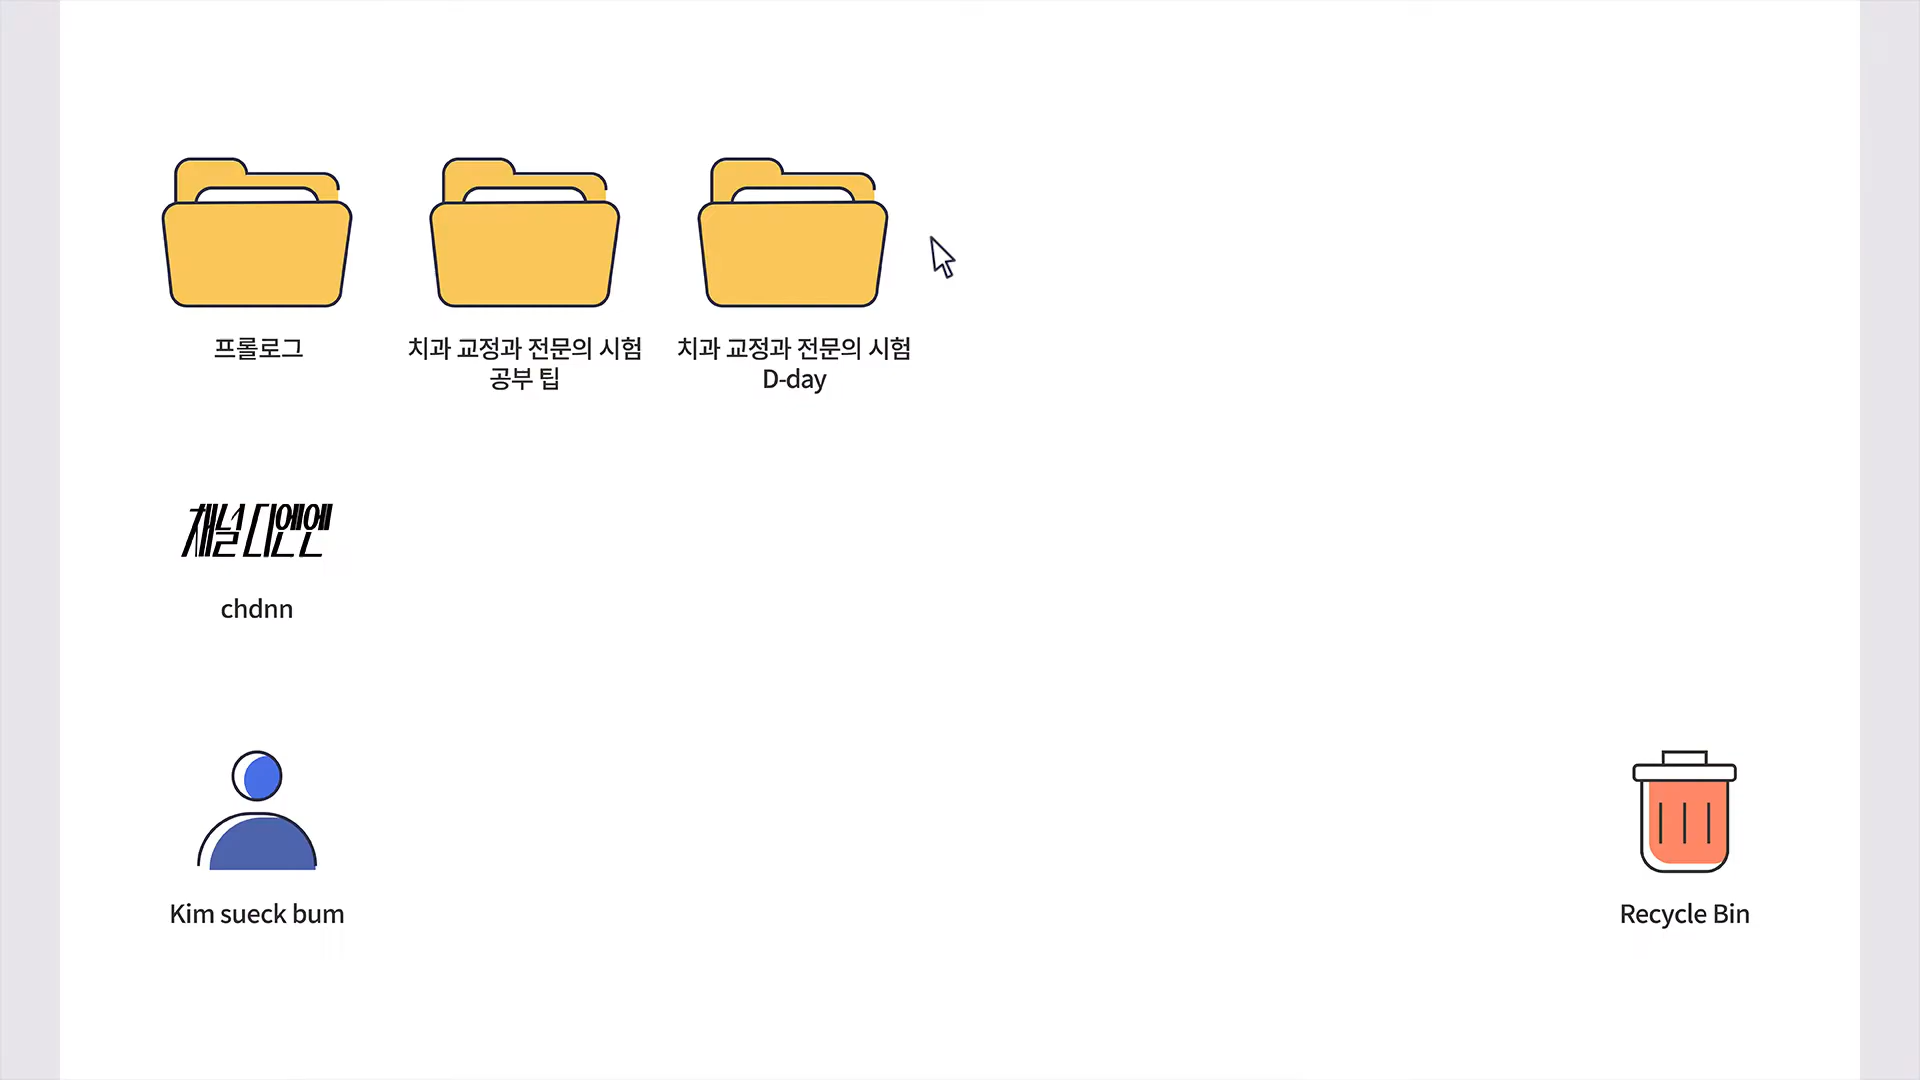 프롤로그
치과 교정과 전문의 시험
공부 팁
치과 교정과 전문의 시험
D-day
채널 디엔엔
chdnn
Kim sueck bum
Recycle Bin